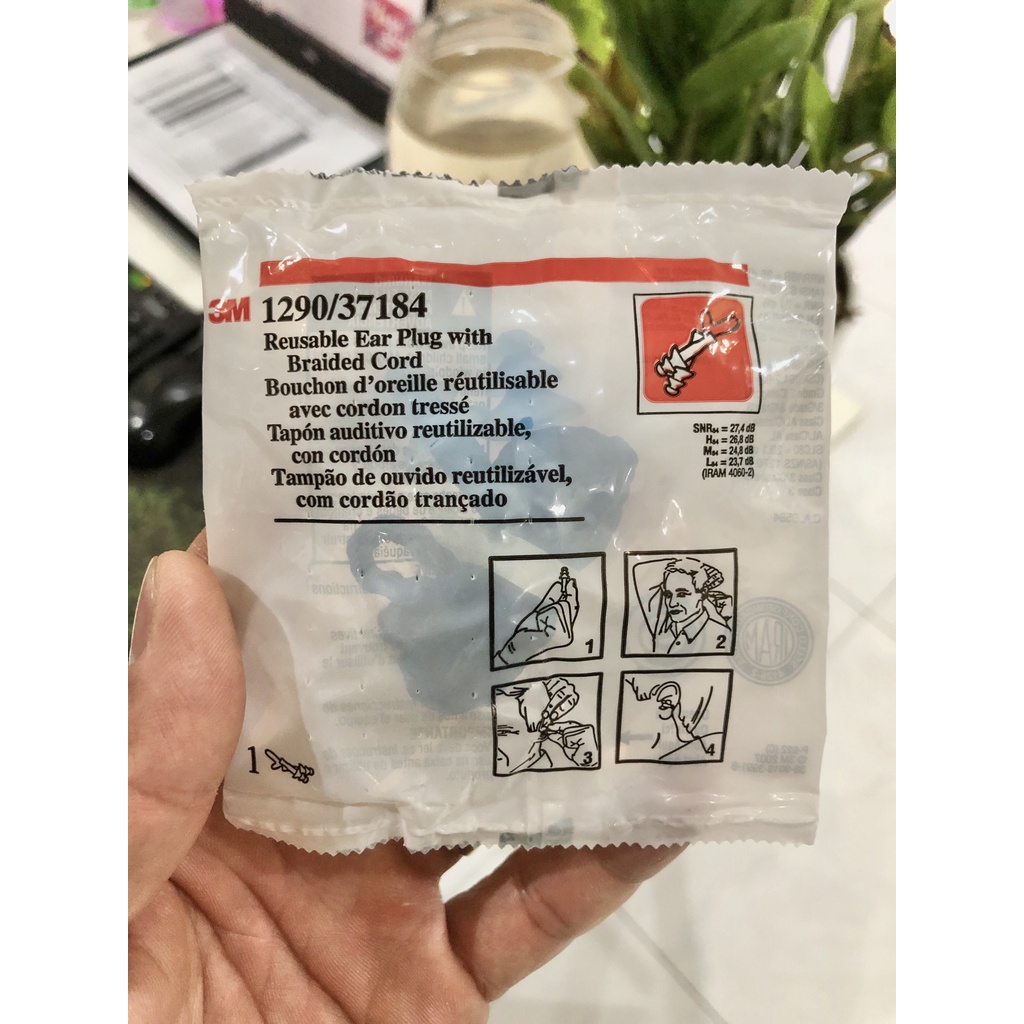 3M 1290/37184
Reusable Ear Plug with
Braided Cord
Bouchon d'oreille réutilisable
avec cordon tressé
Tapón auditivo reutilizable,
con cordón
Tampão de ouvido reutilizável,
com cordão trançado
SNR84 = 27,4 dB
H84 = 26,8 dB
M84 = 24,8 dB
L84 = 23,7 dB
(IRAM 4060-2)
1
2
3
4
1